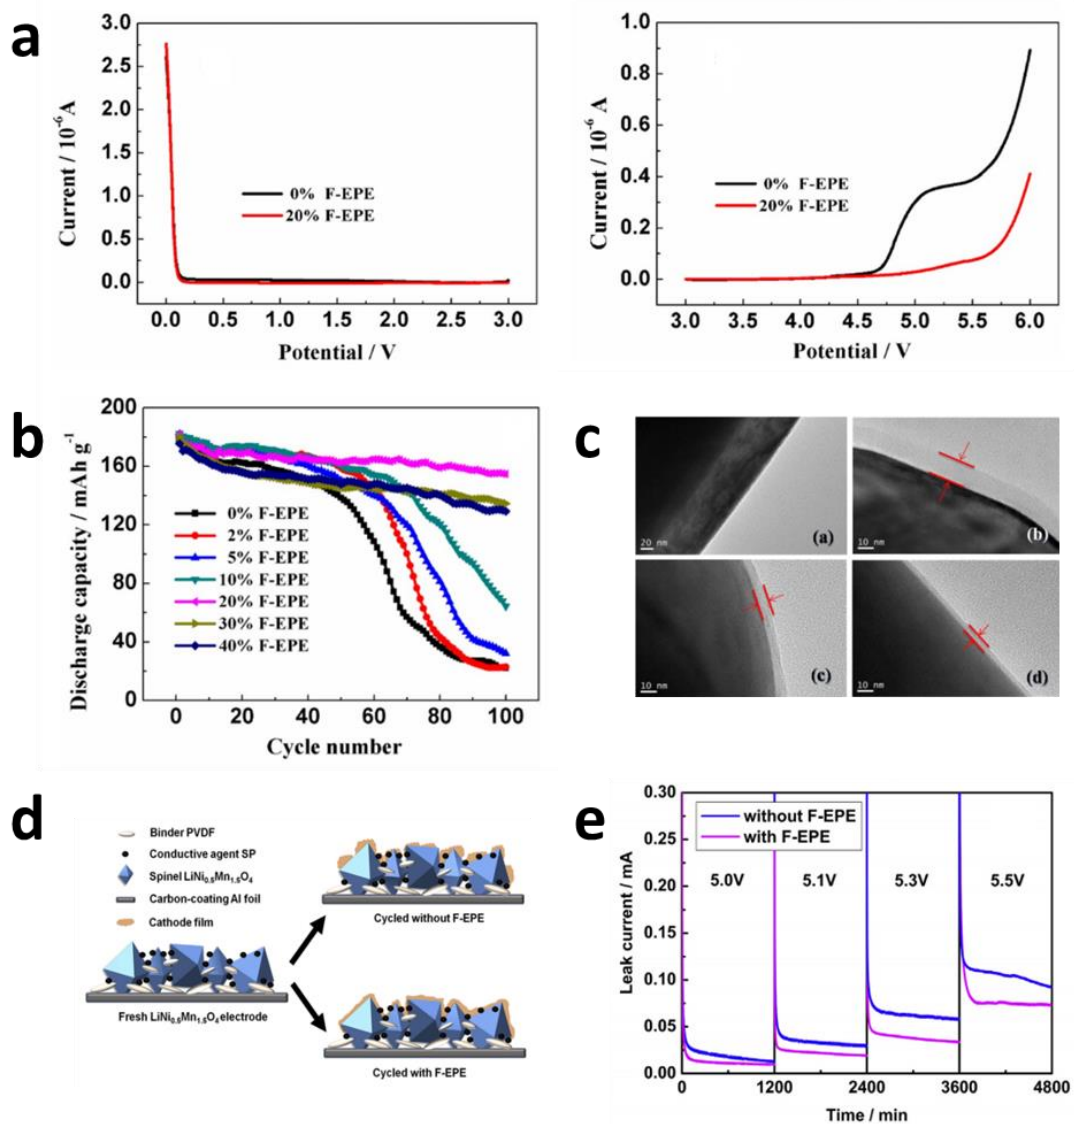 a
3.0
2.5
2.0
1.5
1.0
0.5
0.0
Current / 10⁻⁶ A
0% F-EPE
20% F-EPE
0.0 0.5 1.0 1.5 2.0 2.5 3.0
Potential / V
1.0
0.8
0.6
0.4
0.2
0.0
Current / 10⁻⁶ A
0% F-EPE
20% F-EPE
3.0 3.5 4.0 4.5 5.0 5.5 6.0
Potential / V
b
200
160
120
80
40
0
Discharge capacity / mAh g⁻¹
0% F-EPE
2% F-EPE
5% F-EPE
10% F-EPE
20% F-EPE
30% F-EPE
40% F-EPE
0 20 40 60 80 100
Cycle number
c
20 nm
(a)
10 nm
(b)
10 nm
(c)
10 nm
(d)
d
Binder PVDF
Conductive agent SP
Spinel LiNi₀.₅Mn₁.₅O₄
Carbon-coating Al foil
Cathode film
Fresh LiNi₀.₅Mn₁.₅O₄ electrode
Cycled without F-EPE
Cycled with F-EPE
e
0.30
0.25
0.20
0.15
0.10
0.05
0.00
Leak current / mA
without F-EPE
with F-EPE
5.0V 5.1V 5.3V 5.5V
0 1200 2400 3600 4800
Time / min